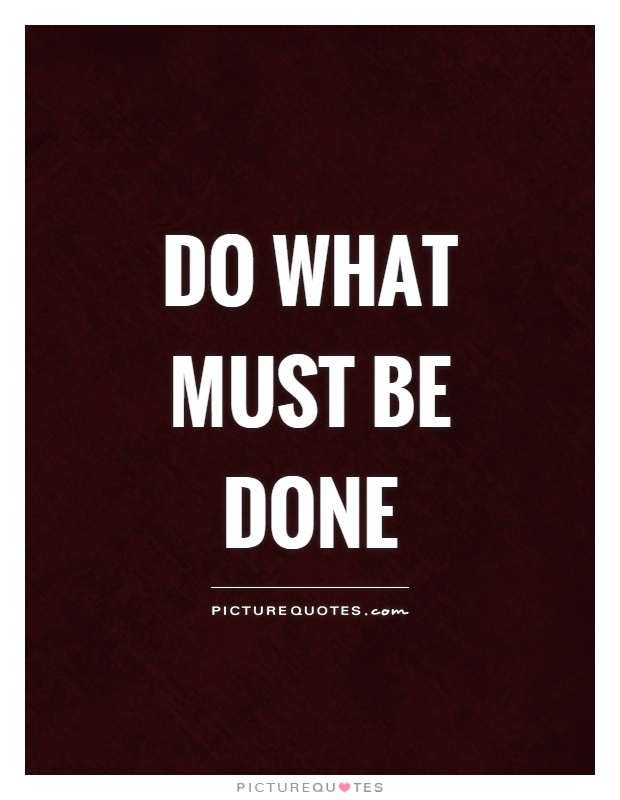 DO WHAT
MUST BE
DONE
PICTUREQUOTES.com
PICTUREQUOTES